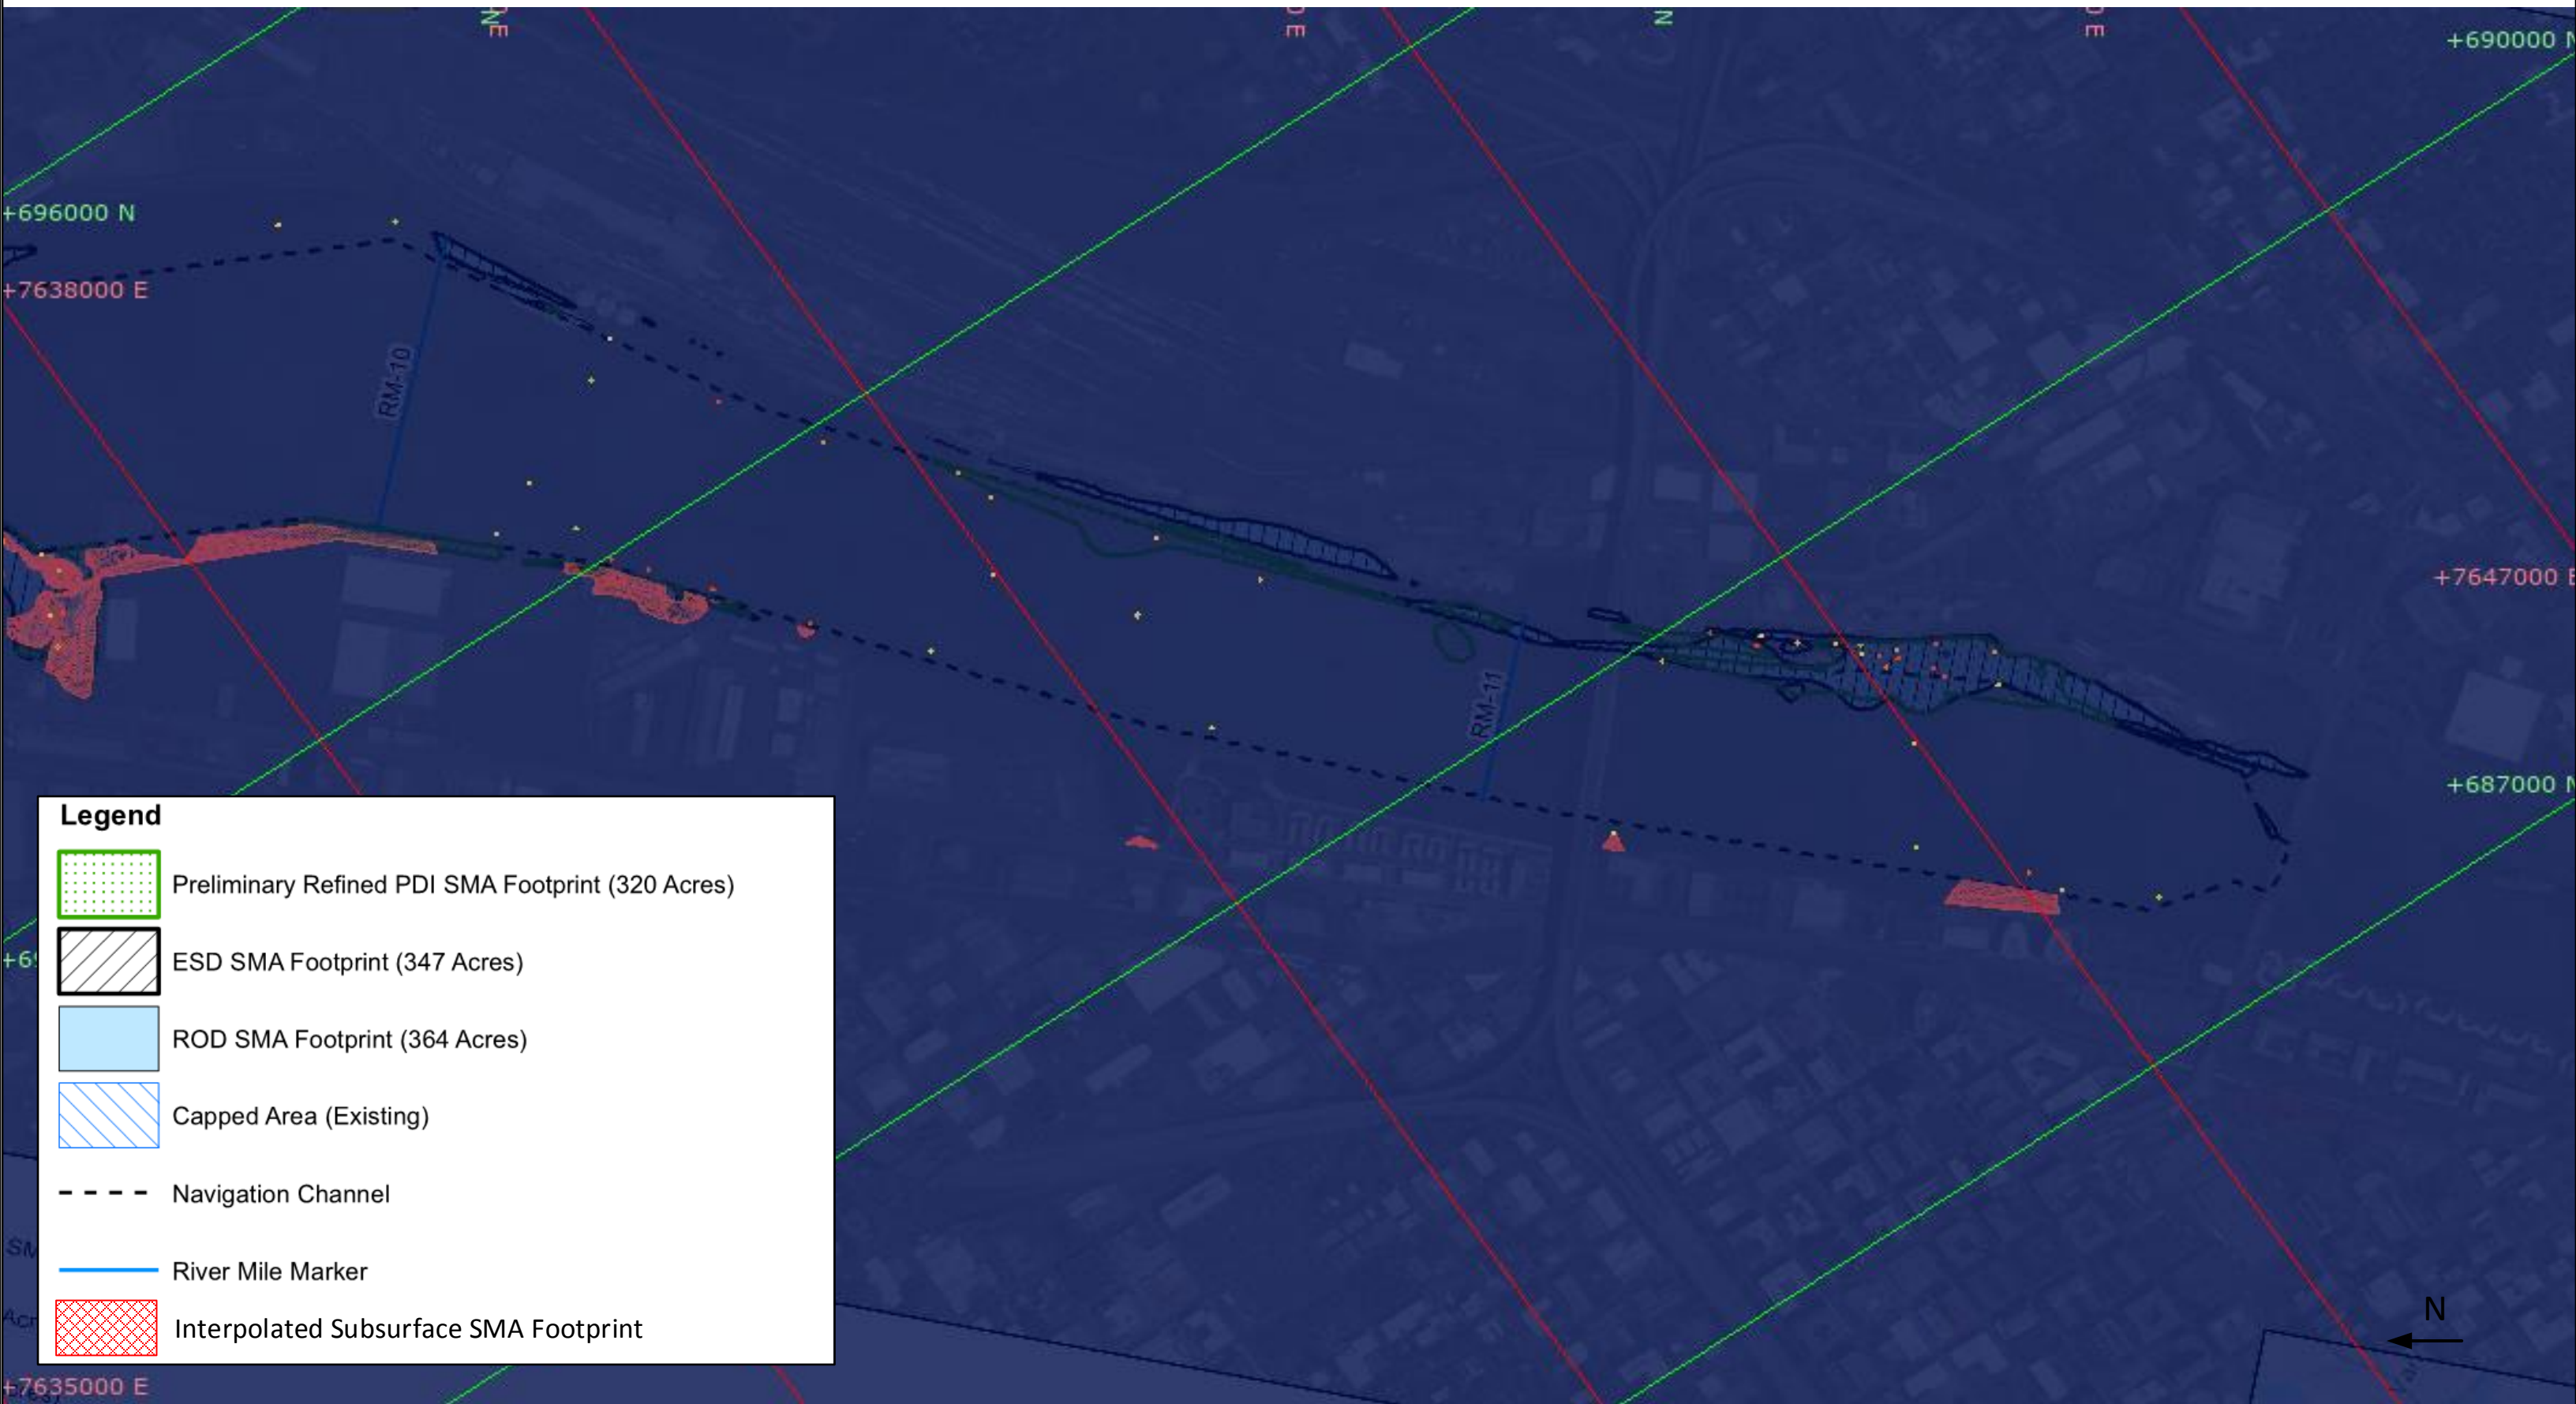 N
E
E
N
E
+690000 N
+696000 N
+7638000 E
RM-10
+7647000 E
RM-11
+687000 N
Legend
Preliminary Refined PDI SMA Footprint (320 Acres)
ESD SMA Footprint (347 Acres)
ROD SMA Footprint (364 Acres)
Capped Area (Existing)
Navigation Channel
River Mile Marker
Interpolated Subsurface SMA Footprint
N
+7635000 E